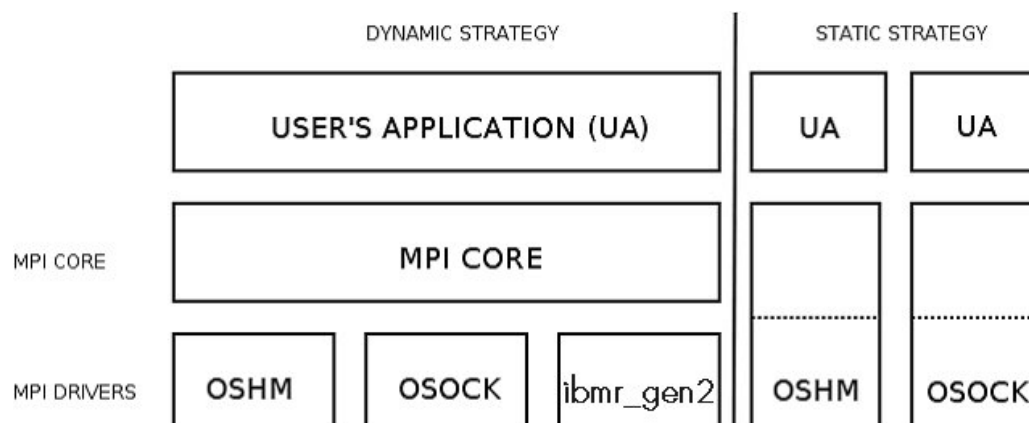 DYNAMIC STRATEGY STATIC STRATEGY
USER'S APPLICATION (UA) UA UA
MPI CORE MPI CORE
MPI DRIVERS OSHM OSOCK ibmr_gen2 OSHM OSOCK